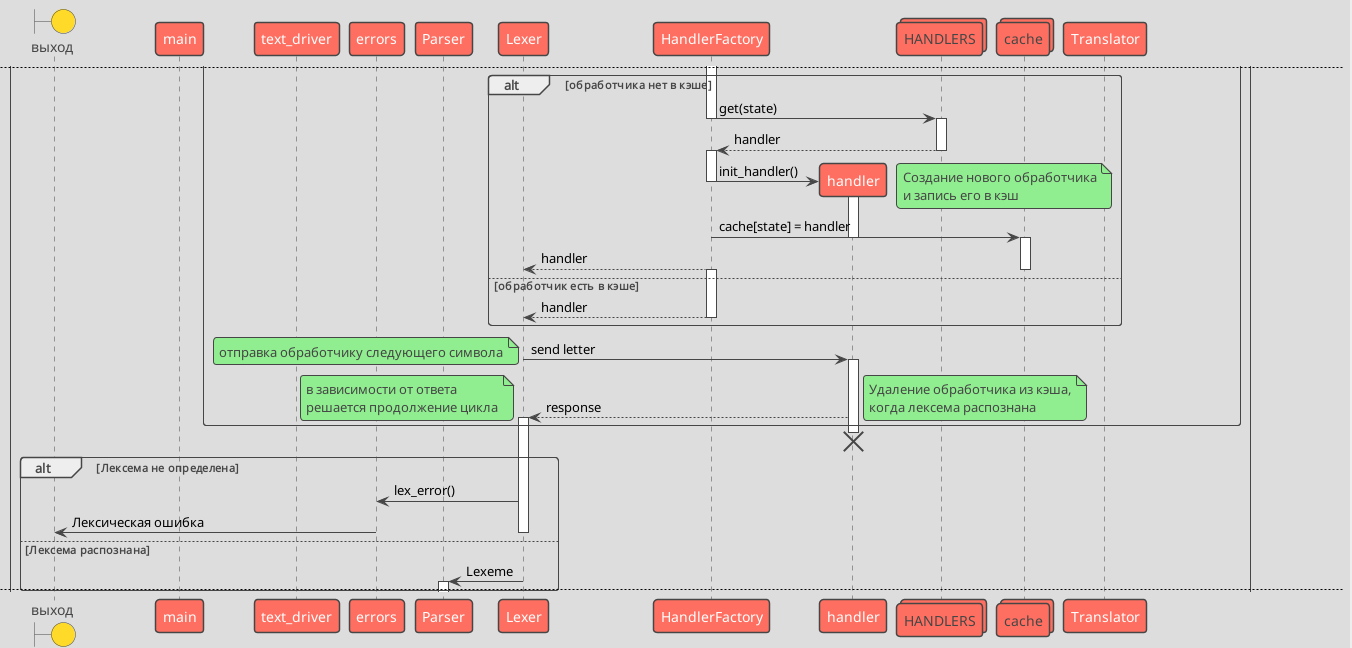 выход
main
text_driver
errors
Parser
Lexer
HandlerFactory
HANDLERS
cache
Translator
alt
[обработчика нет в кэше]
get(state)
handler
init_handler()
handler
Создание нового обработчика
и запись его в кэш
cache[state] = handler
handler
[обработчик есть в кэше]
handler
отправка обработчику следующего символа
send letter
в зависимости от ответа
решается продолжение цикла
response
Удаление обработчика из кэша,
когда лексема распознана
alt
[Лексема не определена]
lex_error()
Лексическая ошибка
[Лексема распознана]
Lexeme
выход
main
text_driver
errors
Parser
Lexer
HandlerFactory
handler
HANDLERS
cache
Translator